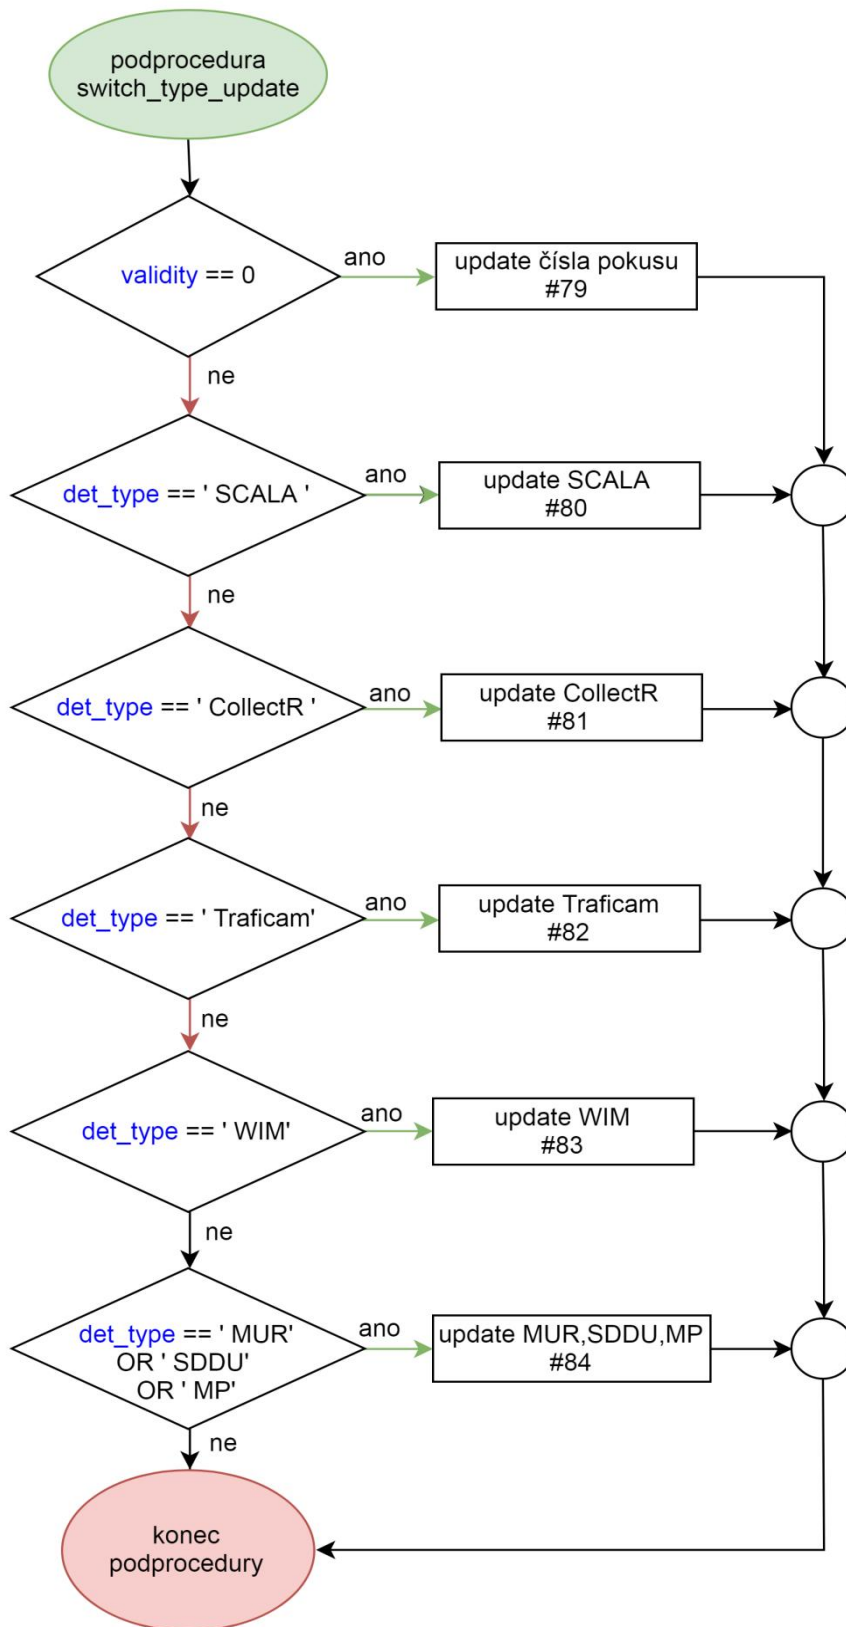 podprocedura
switch_type_update
validity == 0
ano
update čísla pokusu
#79
ne
det_type == ' SCALA '
ano
update SCALA
#80
ne
det_type == ' CollectR '
ano
update CollectR
#81
ne
det_type == ' Traficam'
ano
update Traficam
#82
ne
det_type == ' WIM'
ano
update WIM
#83
ne
det_type == ' MUR'
OR ' SDDU'
OR ' MP'
ano
update MUR,SDDU,MP
#84
ne
konec
podprocedury